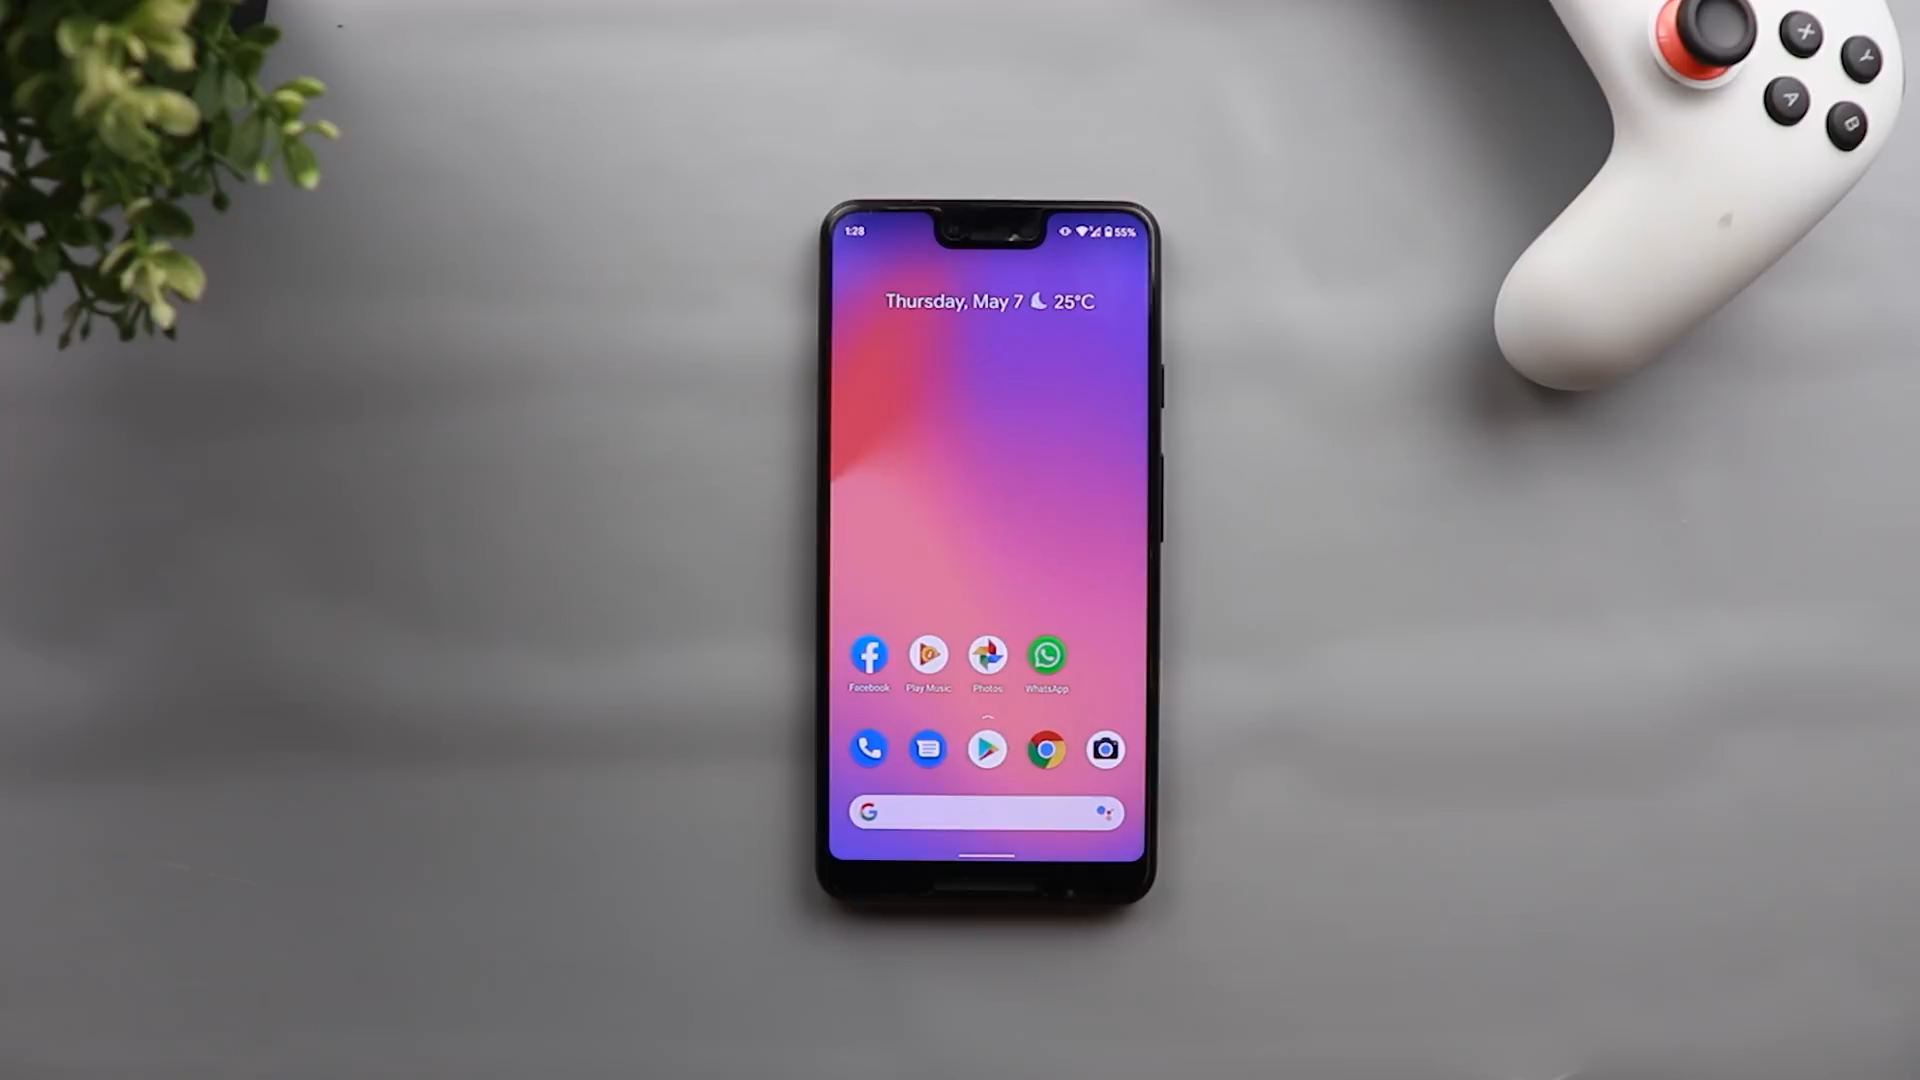 1:28
55%
Thursday, May 7 25°C
Facebook
Play Music
Photos
WhatsApp
G
X
Y
A
B